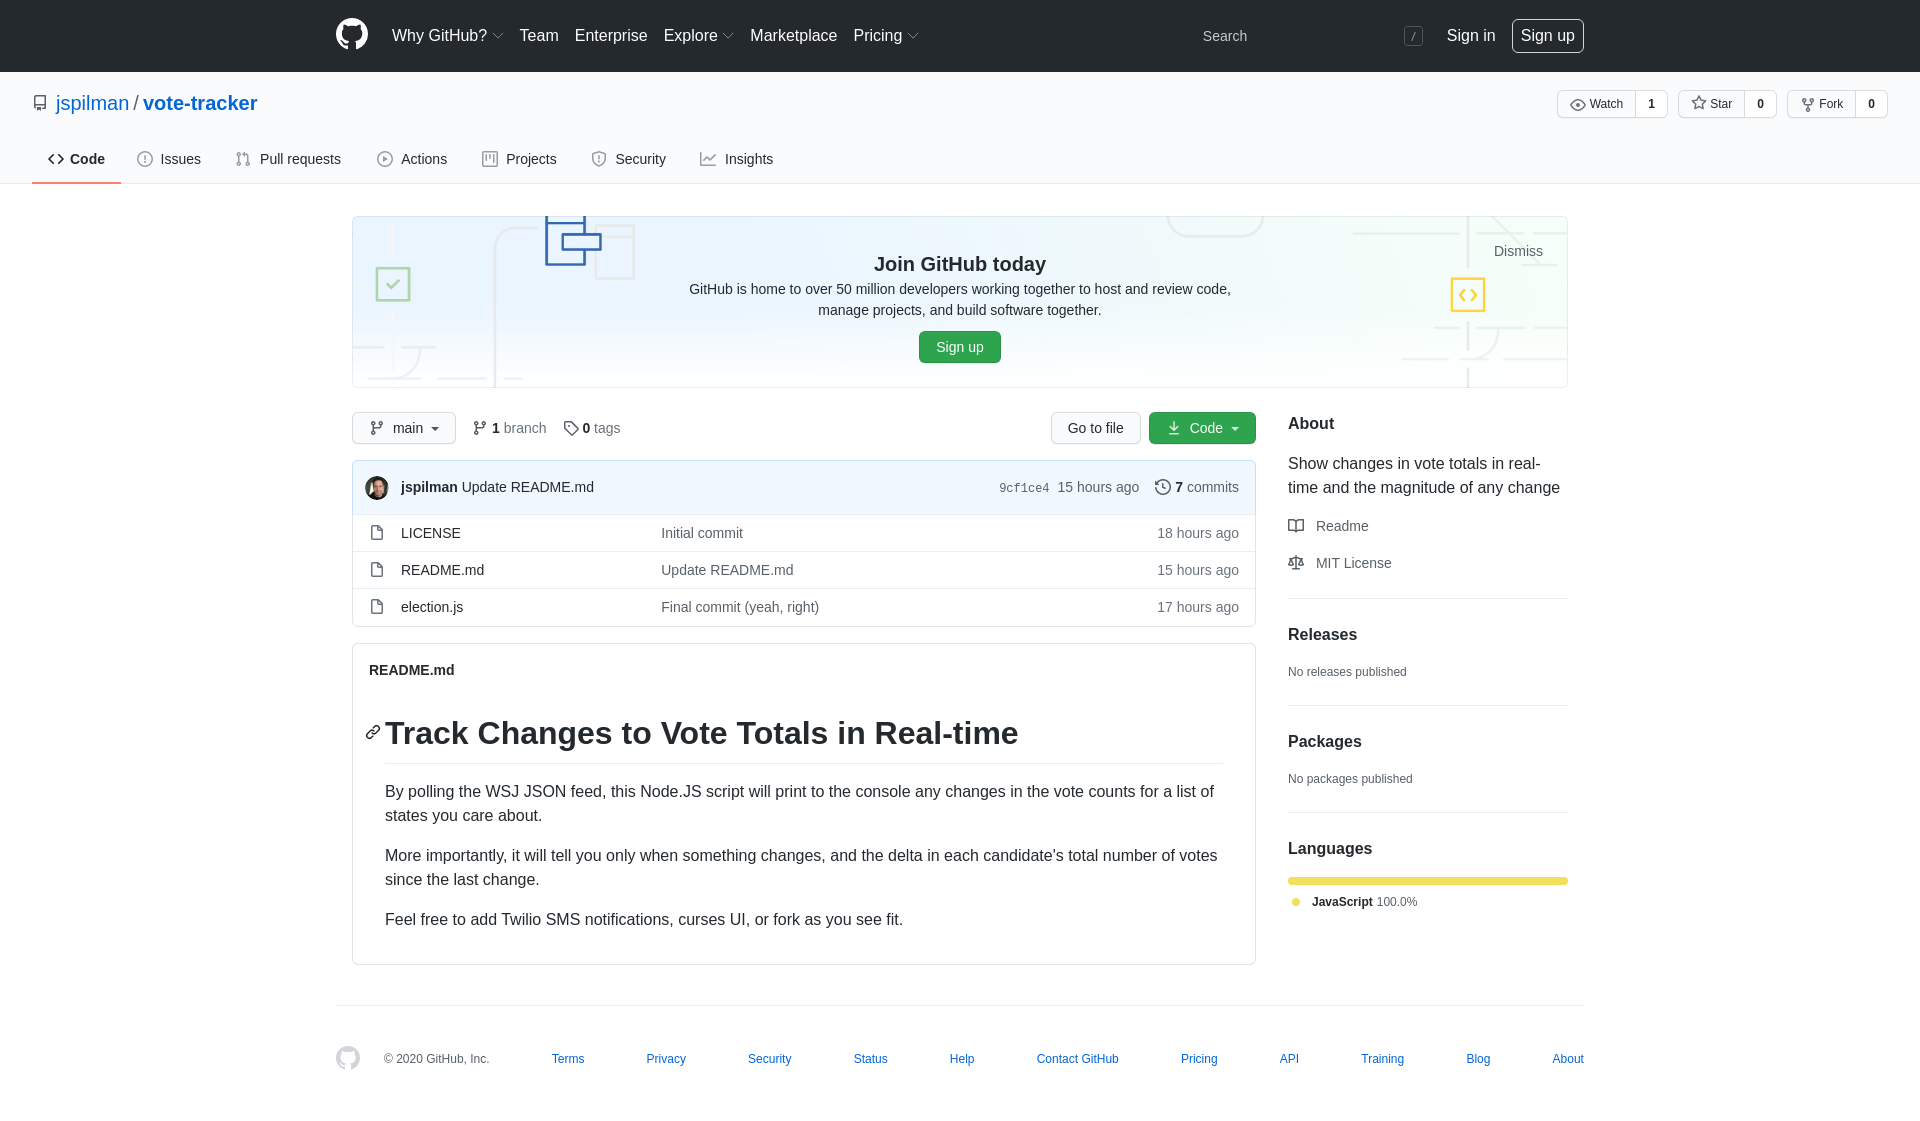 Why GitHub? Team Enterprise Explore Marketplace Pricing Search / Sign in Sign up
jspilman / vote-tracker
Watch 1 Star 0 Fork 0
Code Issues Pull requests Actions Projects Security Insights
Dismiss
Join GitHub today
GitHub is home to over 50 million developers working together to host and review code,
manage projects, and build software together.
Sign up
main 1 branch 0 tags Go to file Code
jspilman Update README.md 9cf1ce4 15 hours ago 7 commits
LICENSE Initial commit 18 hours ago
README.md Update README.md 15 hours ago
election.js Final commit (yeah, right) 17 hours ago
README.md
Track Changes to Vote Totals in Real-time
By polling the WSJ JSON feed, this Node.JS script will print to the console any changes in the vote counts for a list of
states you care about.
More importantly, it will tell you only when something changes, and the delta in each candidate's total number of votes
since the last change.
Feel free to add Twilio SMS notifications, curses UI, or fork as you see fit.
About
Show changes in vote totals in real-
time and the magnitude of any change
Readme
MIT License
Releases
No releases published
Packages
No packages published
Languages
JavaScript 100.0%
© 2020 GitHub, Inc. Terms Privacy Security Status Help Contact GitHub Pricing API Training Blog About